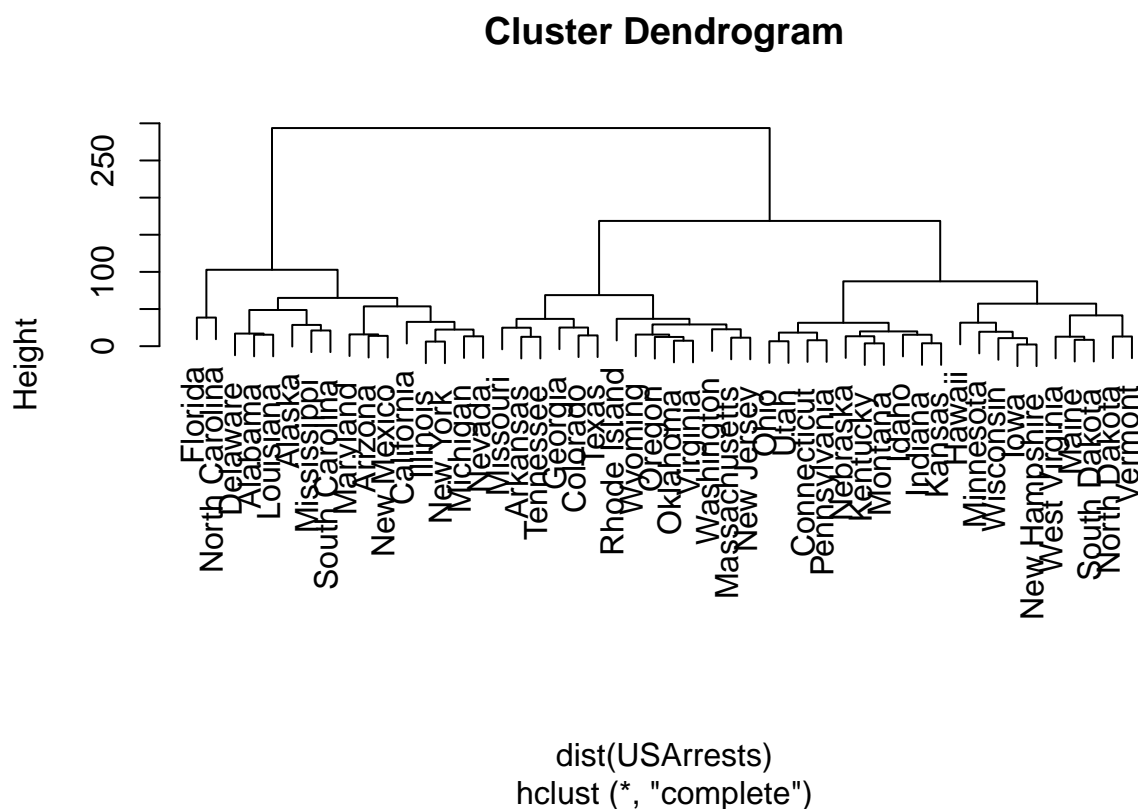 Cluster Dendrogram
Height
250
100
0
Florida
North Carolina
Delaware
Alabama
Louisiana
Alaska
Mississippi
South Carolina
Maryland
Arizona
New Mexico
California
Illinois
New York
Michigan
Nevada
Missouri
Arkansas
Tennessee
Georgia
Colorado
Texas
Rhode Island
Wyoming
Oregon
Oklahoma
Virginia
Washington
Massachusetts
New Jersey
Ohio
Utah
Connecticut
Pennsylvania
Nebraska
Kentucky
Montana
Idaho
Indiana
Kansas
Hawaii
Minnesota
Wisconsin
Iowa
New Hampshire
West Virginia
Maine
South Dakota
North Dakota
Vermont
dist(USArrests)
hclust (*, "complete")